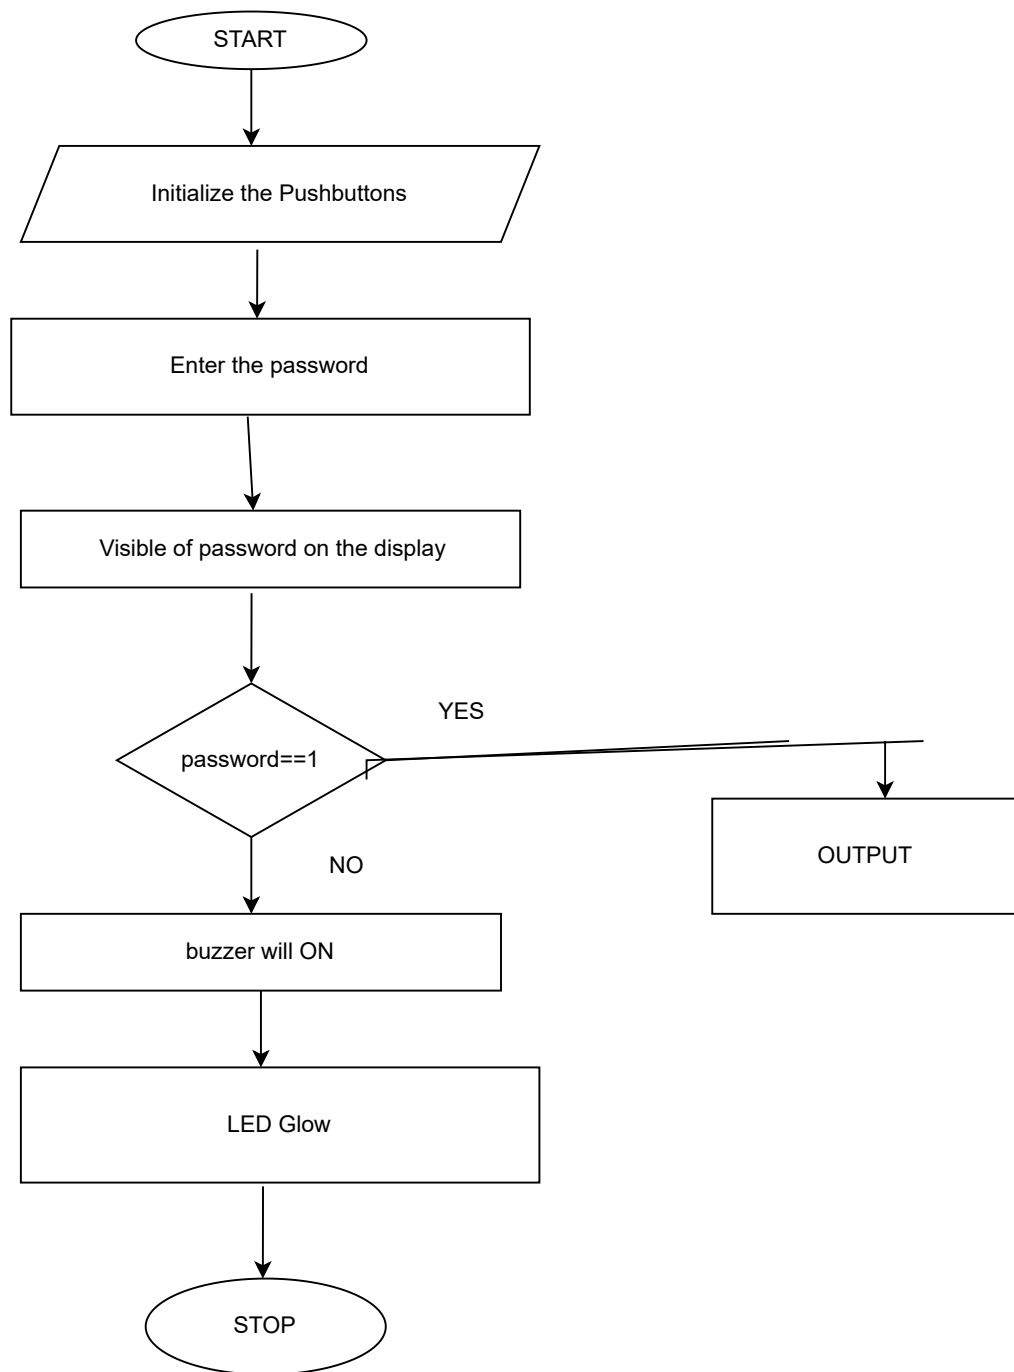 START
Initialize the Pushbuttons
Enter the password
Visible of password on the display
YES
password==1
OUTPUT
NO
buzzer will ON
LED Glow
STOP